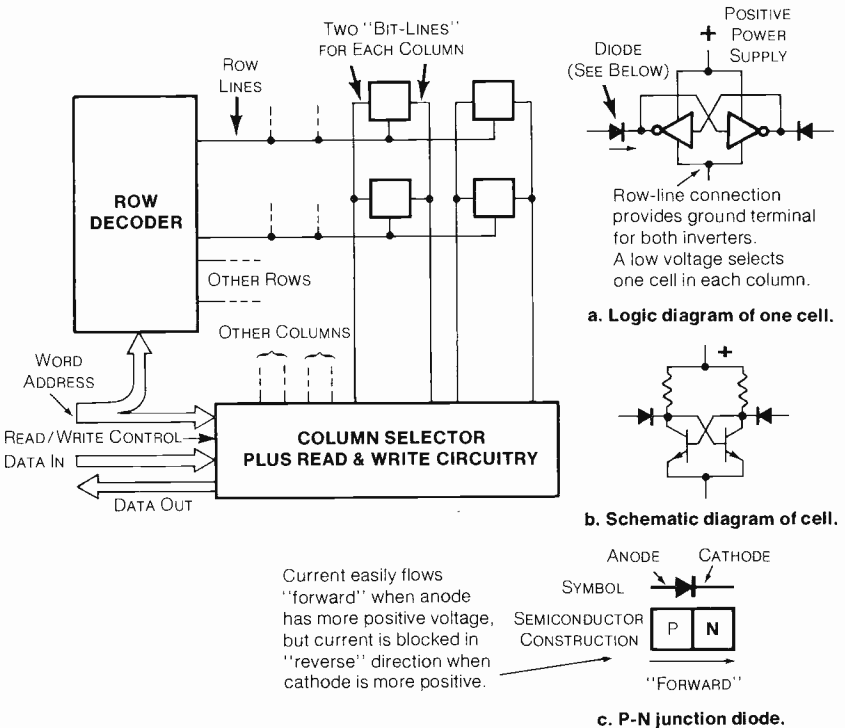 TWO "BIT-LINES"
FOR EACH COLUMN
ROW
LINES
ROW
DECODER
OTHER ROWS
OTHER COLUMNS
WORD
ADDRESS
READ/WRITE CONTROL
DATA IN
DATA OUT
COLUMN SELECTOR
PLUS READ & WRITE CIRCUITRY
POSITIVE
POWER
SUPPLY
+
DIODE
(SEE BELOW)
Row-line connection
provides ground terminal
for both inverters.
A low voltage selects
one cell in each column.
a. Logic diagram of one cell.
+
b. Schematic diagram of cell.
Current easily flows
"forward" when anode
has more positive voltage,
but current is blocked in
"reverse" direction when
cathode is more positive.
ANODE CATHODE
SYMBOL
SEMICONDUCTOR
CONSTRUCTION
P N
"FORWARD"
c. P-N junction diode.